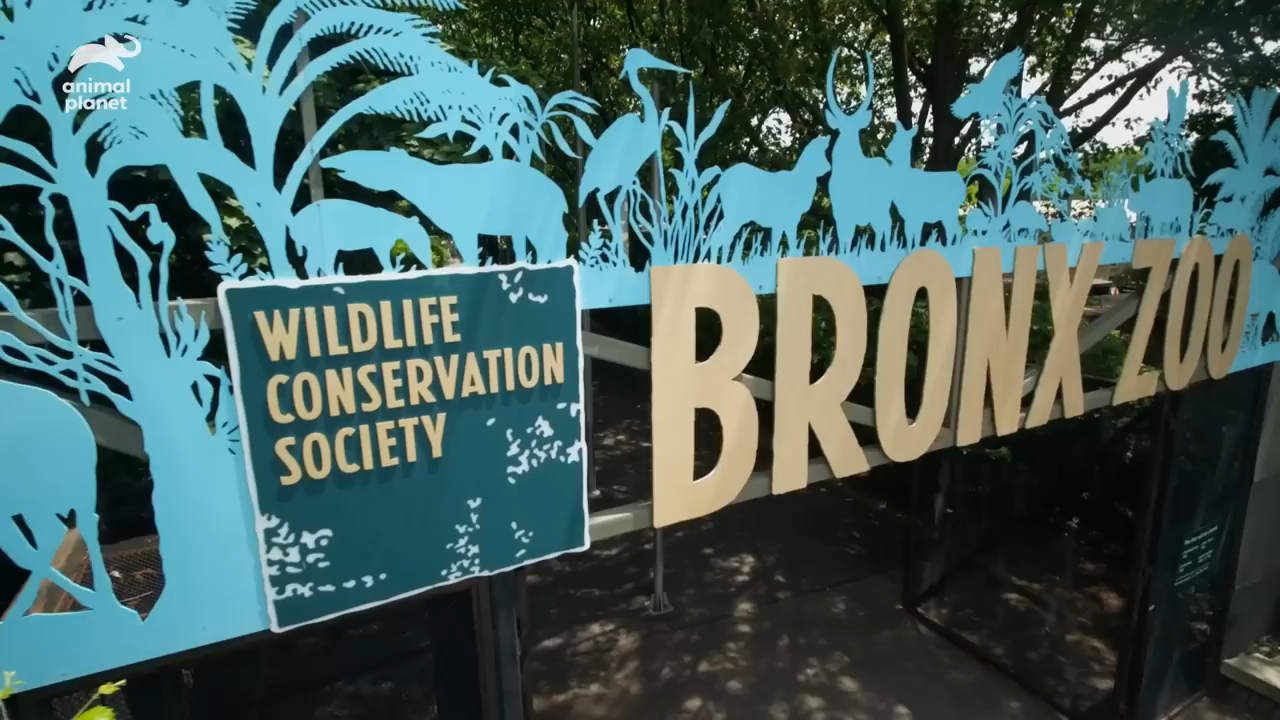 animal
planet
WILDLIFE
CONSERVATION
SOCIETY
BRONX ZOO